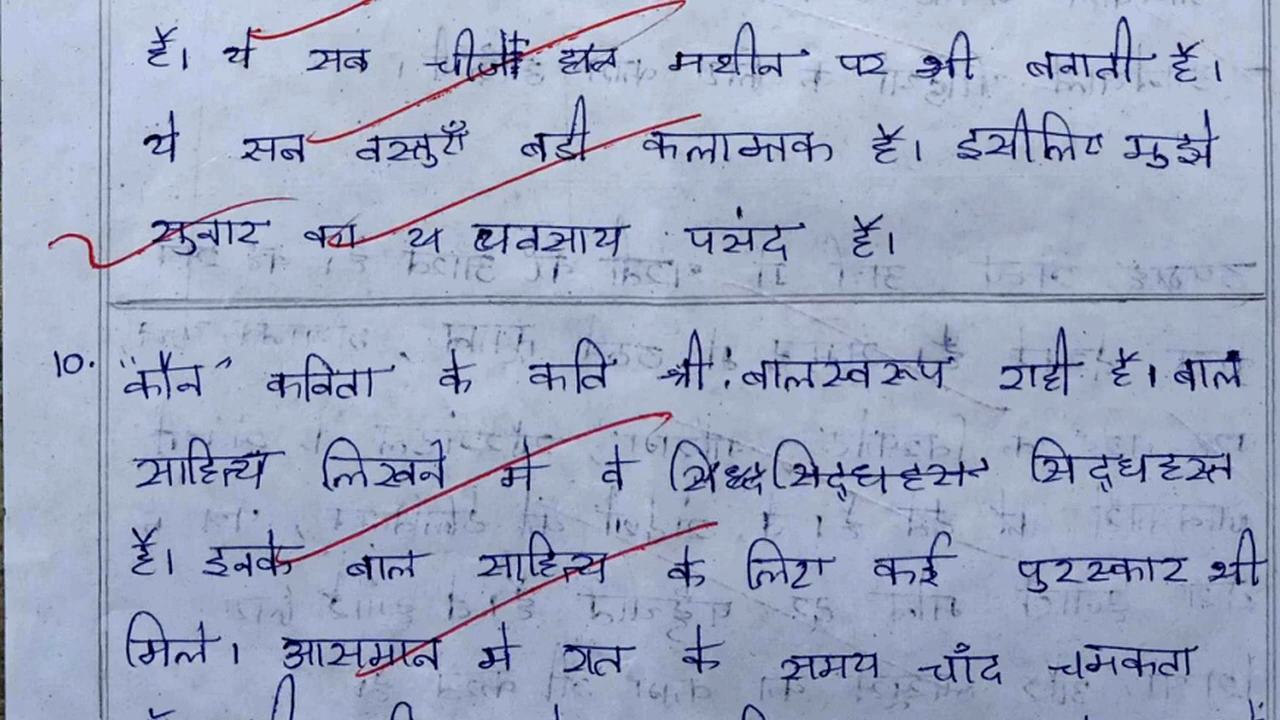 हैं। ये सब चीजों हाल मशीन पर भी बनाती हैं।
ये सब वस्तुएँ बडी कलात्मक हैं। इसीलिए मुझे
सुनार का य व्यवसाय पसंद हैं।
10. "कौन" कविता के कवि श्री. बालस्वरूप राही हैं। बाल
साहित्य लिखने मे वे सिध्द सिद्धहस्त सिद्धहस्त
हैं। इनके बाल साहित्य के लिए कई पुरस्कार भी
मिले। आसमान मे रात के समय चाँद चमकता